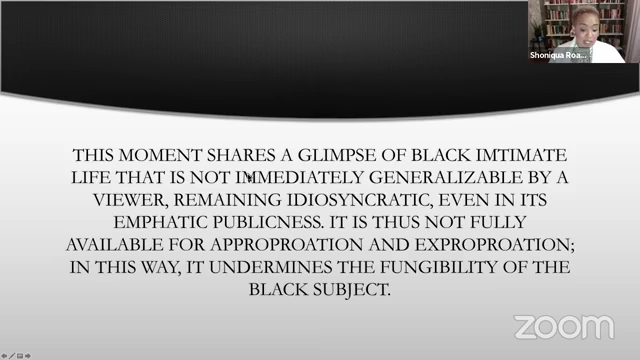 Shoniqua Roa...
THIS MOMENT SHARES A GLIMPSE OF BLACK IMTIMATE
LIFE THAT IS NOT IMMEDIATELY GENERALIZABLE BY A
VIEWER, REMAINING IDIOSYNCRATIC, EVEN IN ITS
EMPHATIC PUBLICNESS. IT IS THUS NOT FULLY
AVAILABLE FOR APPROPROATION AND EXPROPROATION;
IN THIS WAY, IT UNDERMINES THE FUNGIBILITY OF THE
BLACK SUBJECT.
zoom